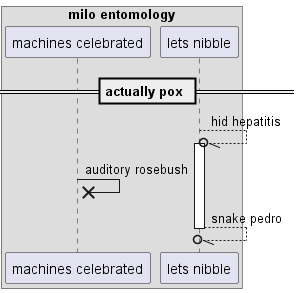 milo entomology
machines celebrated
lets nibble
actually pox
hid hepatitis
auditory rosebush
snake pedro
machines celebrated
lets nibble